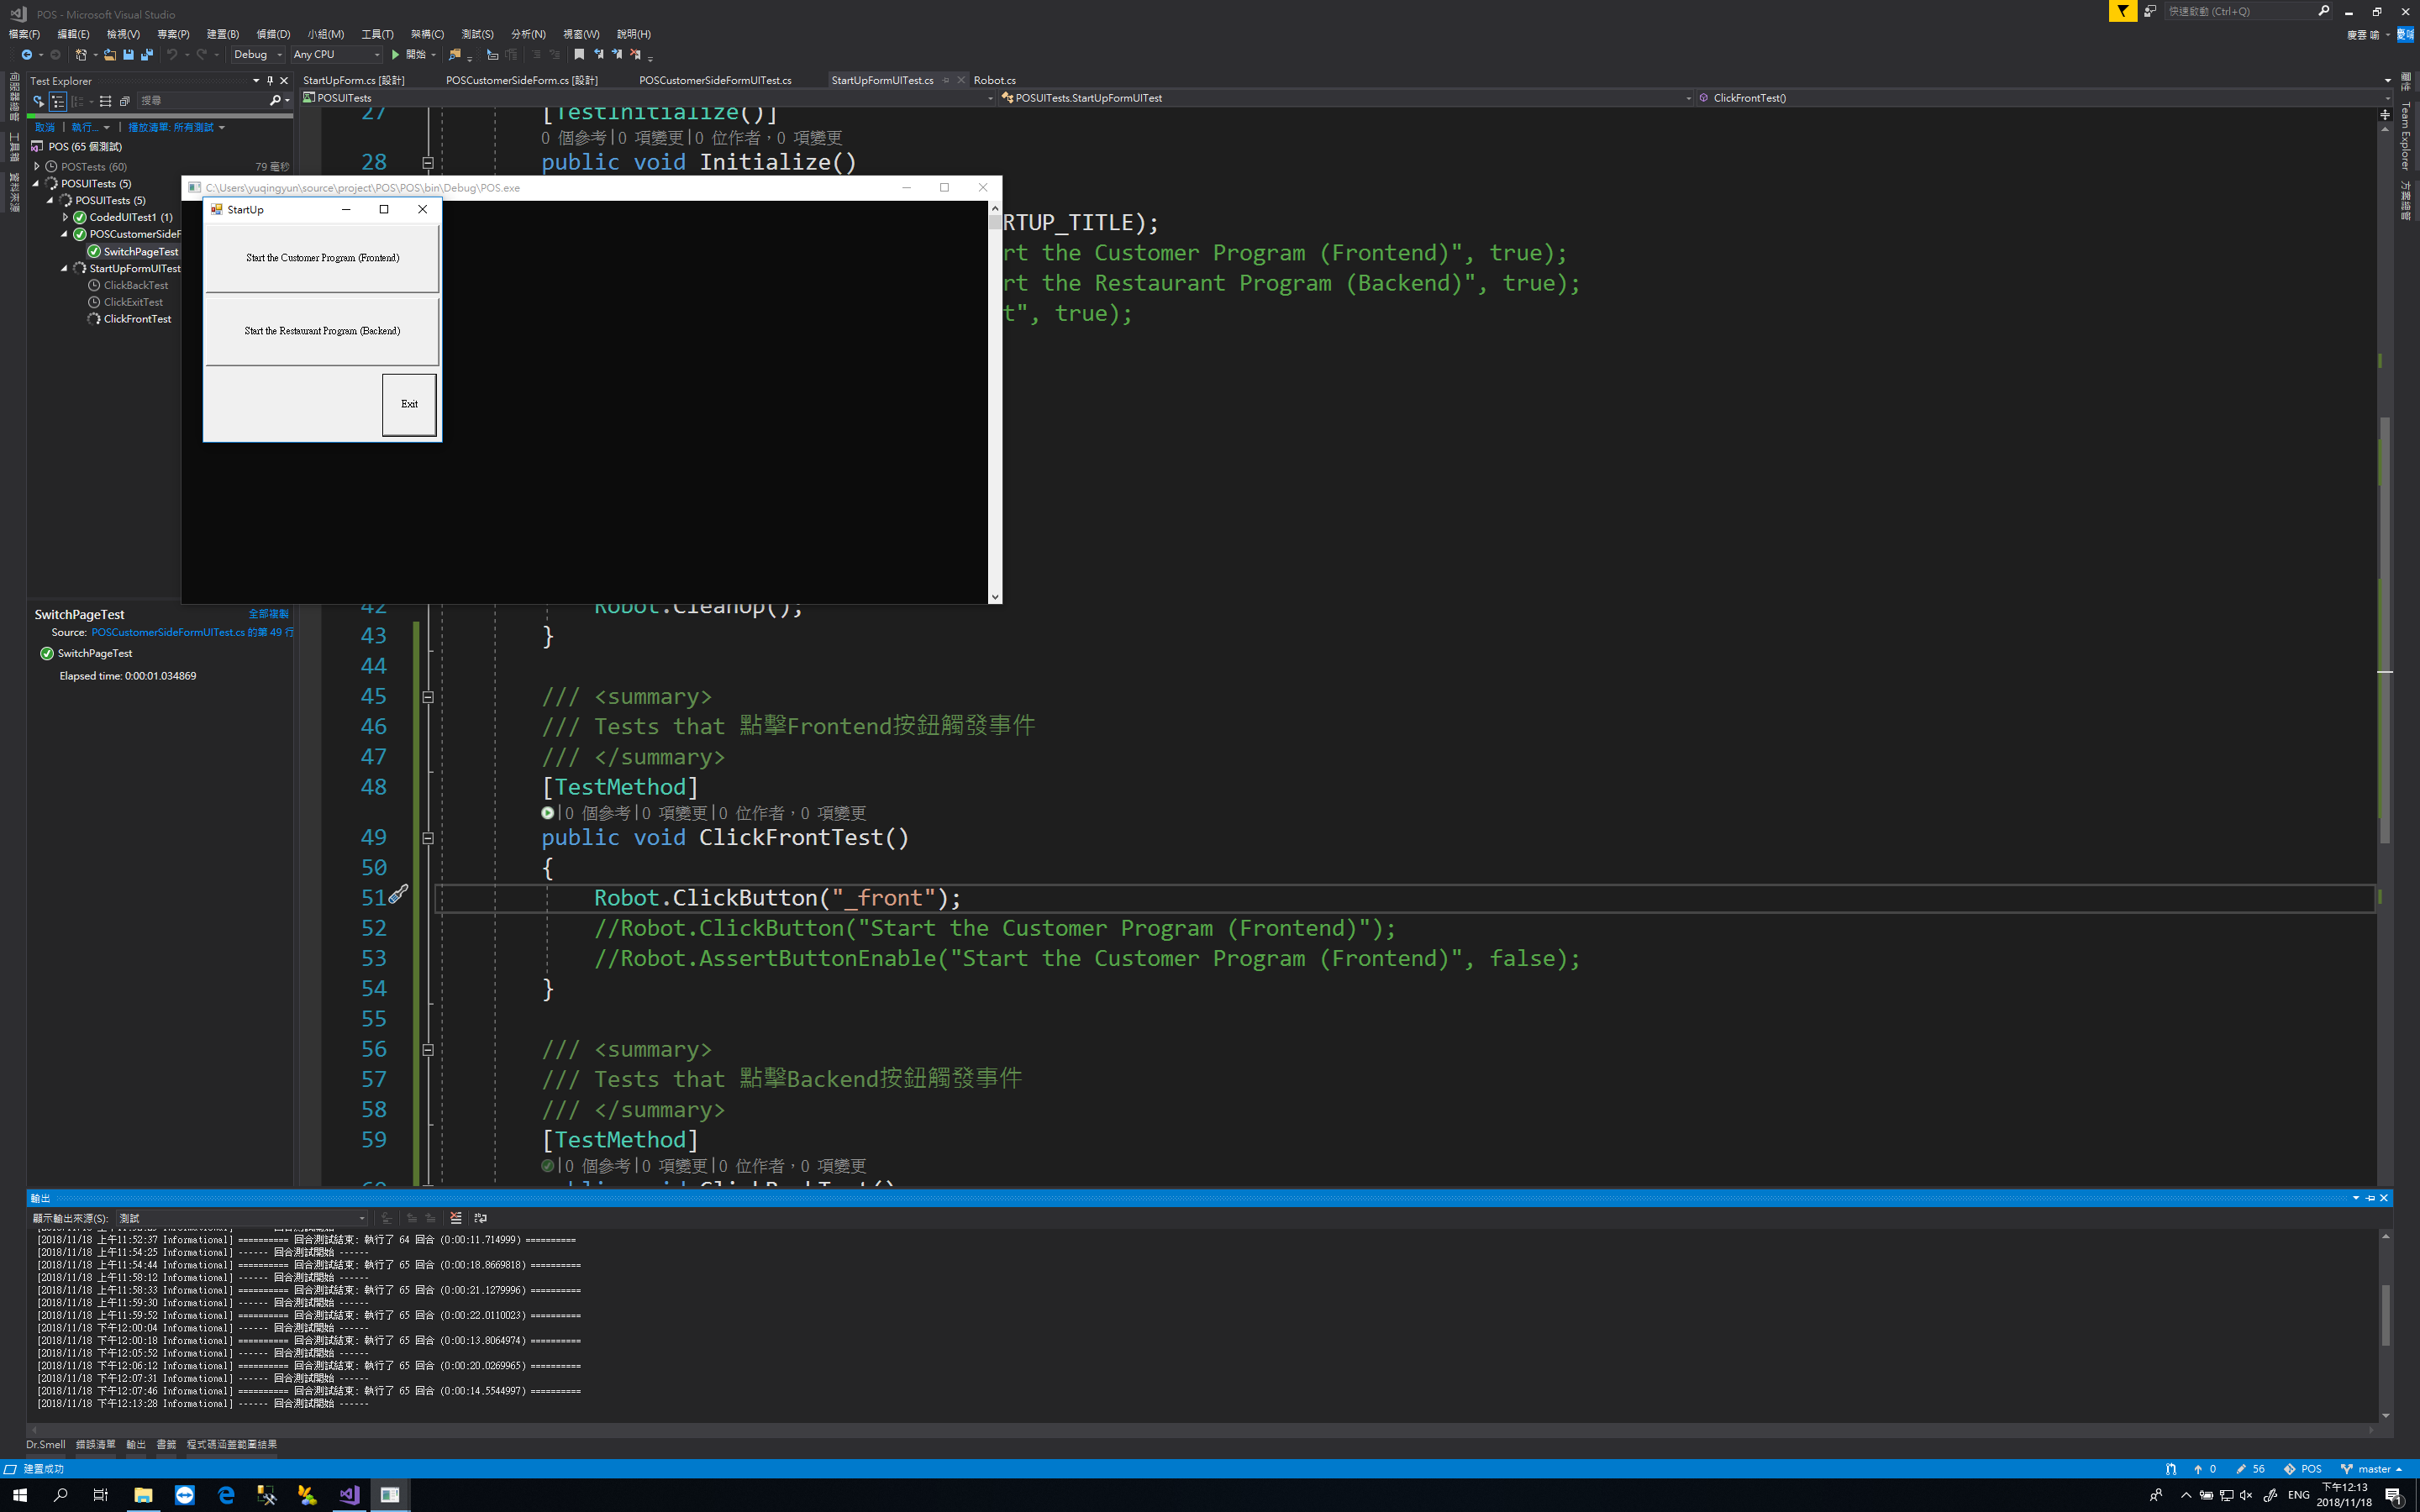 POS - Microsoft Visual Studio
快速啟動 (Ctrl+Q)
檔案(F) 編輯(E) 檢視(V) 專案(P) 建置(B) 偵錯(D) 小組(M) 工具(T) 架構(C) 測試(S) 分析(N) 視窗(W) 說明(H)
慶雲 喻
Debug Any CPU 開始
Test Explorer
StartUpForm.cs [設計] POSCustomerSideForm.cs [設計] POSCustomerSideFormUITest.cs StartUpFormUITest.cs Robot.cs
搜尋
POSUITests POSUITests.StartUpFormUITest ClickFrontTest()
取消 | 執行... | 播放清單: 所有測試
POS (65 個測試)
POSTests (60) 79 毫秒
POSUITests (5)
POSUITests (5)
CodedUITest1 (1)
POSCustomerSideF
SwitchPageTest
StartUpFormUITest
ClickBackTest
ClickExitTest
ClickFrontTest
工具箱
資料來源
Team Explorer
方案總管
27 [TestInitialize()]
0 個參考|0 項變更|0 位作者，0 項變更
28 public void Initialize()
C:\Users\yuqingyun\source\project\POS\POS\bin\Debug\POS.exe
StartUp
Start the Customer Program (Frontend)
Start the Restaurant Program (Backend)
Exit
RTUP_TITLE);
rt the Customer Program (Frontend)", true);
rt the Restaurant Program (Backend)", true);
t", true);
42 Robot.CleanUp();
43 }
44
45 /// <summary>
46 /// Tests that 點擊Frontend按鈕觸發事件
47 /// </summary>
48 [TestMethod]
|0 個參考|0 項變更|0 位作者，0 項變更
49 public void ClickFrontTest()
50 {
51 Robot.ClickButton("_front");
52 //Robot.ClickButton("Start the Customer Program (Frontend)");
53 //Robot.AssertButtonEnable("Start the Customer Program (Frontend)", false);
54 }
55
56 /// <summary>
57 /// Tests that 點擊Backend按鈕觸發事件
58 /// </summary>
59 [TestMethod]
|0 個參考|0 項變更|0 位作者，0 項變更
SwitchPageTest 全部複製
Source: POSCustomerSideFormUITest.cs 的第 49 行
SwitchPageTest
Elapsed time: 0:00:01.034869
輸出
顯示輸出來源(S): 測試
[2018/11/18 上午11:52:37 Informational] ========== 回合測試結束: 執行了 64 回合 (0:00:11.714999) ==========
[2018/11/18 上午11:54:25 Informational] ------ 回合測試開始 ------
[2018/11/18 上午11:54:44 Informational] ========== 回合測試結束: 執行了 65 回合 (0:00:18.8669818) ==========
[2018/11/18 上午11:58:12 Informational] ------ 回合測試開始 ------
[2018/11/18 上午11:58:33 Informational] ========== 回合測試結束: 執行了 65 回合 (0:00:21.1279996) ==========
[2018/11/18 上午11:59:30 Informational] ------ 回合測試開始 ------
[2018/11/18 上午11:59:52 Informational] ========== 回合測試結束: 執行了 65 回合 (0:00:22.0110023) ==========
[2018/11/18 下午12:00:04 Informational] ------ 回合測試開始 ------
[2018/11/18 下午12:00:18 Informational] ========== 回合測試結束: 執行了 65 回合 (0:00:13.8064974) ==========
[2018/11/18 下午12:05:52 Informational] ------ 回合測試開始 ------
[2018/11/18 下午12:06:12 Informational] ========== 回合測試結束: 執行了 65 回合 (0:00:20.0269965) ==========
[2018/11/18 下午12:07:31 Informational] ------ 回合測試開始 ------
[2018/11/18 下午12:07:46 Informational] ========== 回合測試結束: 執行了 65 回合 (0:00:14.5544997) ==========
[2018/11/18 下午12:13:28 Informational] ------ 回合測試開始 ------
Dr.Smell 錯誤清單 輸出 書籤 程式碼涵蓋範圍結果
建置成功
0 56 POS master
ENG 下午12:13
2018/11/18